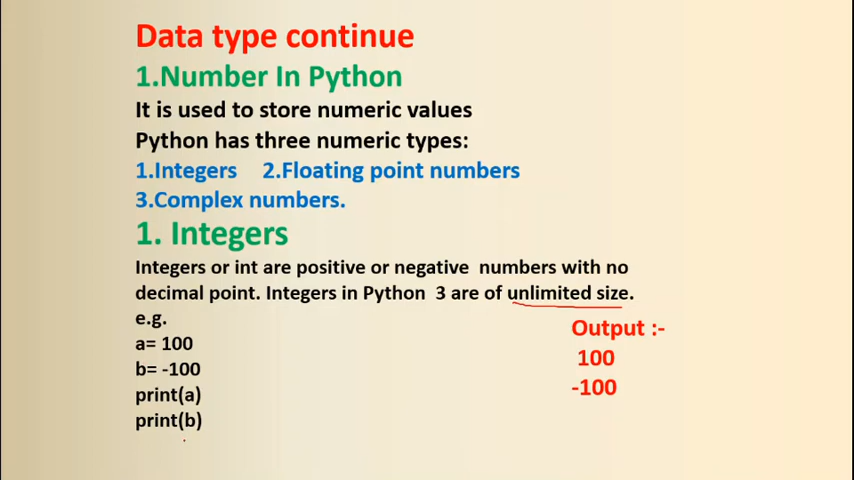 Data type continue
1.Number In Python
It is used to store numeric values
Python has three numeric types:
1.Integers 2.Floating point numbers
3.Complex numbers.
1. Integers
Integers or int are positive or negative numbers with no
decimal point. Integers in Python 3 are of unlimited size.
e.g.
a= 100
b= -100
print(a)
print(b)
Output :-
100
-100